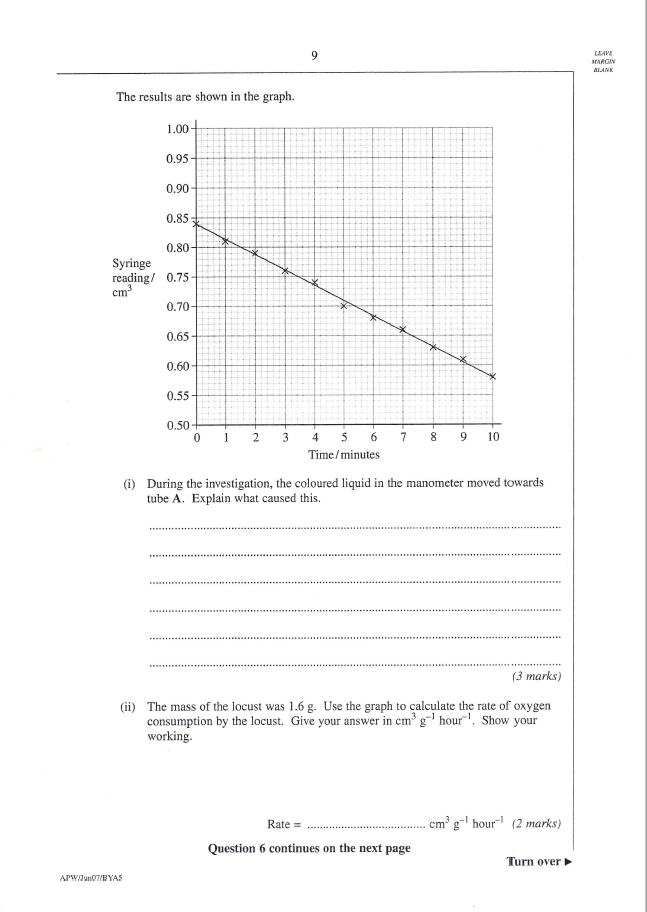 9
LEAVE
MARGIN
BLANK
The results are shown in the graph.
1.00
0.95
0.90
0.85
0.80
Syringe
reading/
cm³
0.75
0.70
0.65
0.60
0.55
0.50
0 1 2 3 4 5 6 7 8 9 10
Time/minutes
(i) During the investigation, the coloured liquid in the manometer moved towards
tube A. Explain what caused this.
(3 marks)
(ii) The mass of the locust was 1.6 g. Use the graph to calculate the rate of oxygen
consumption by the locust. Give your answer in cm³ g⁻¹ hour⁻¹. Show your
working.
Rate = ..................................... cm³ g⁻¹ hour⁻¹ (2 marks)
Question 6 continues on the next page
Turn over ►
APW/Jun07/BYA5